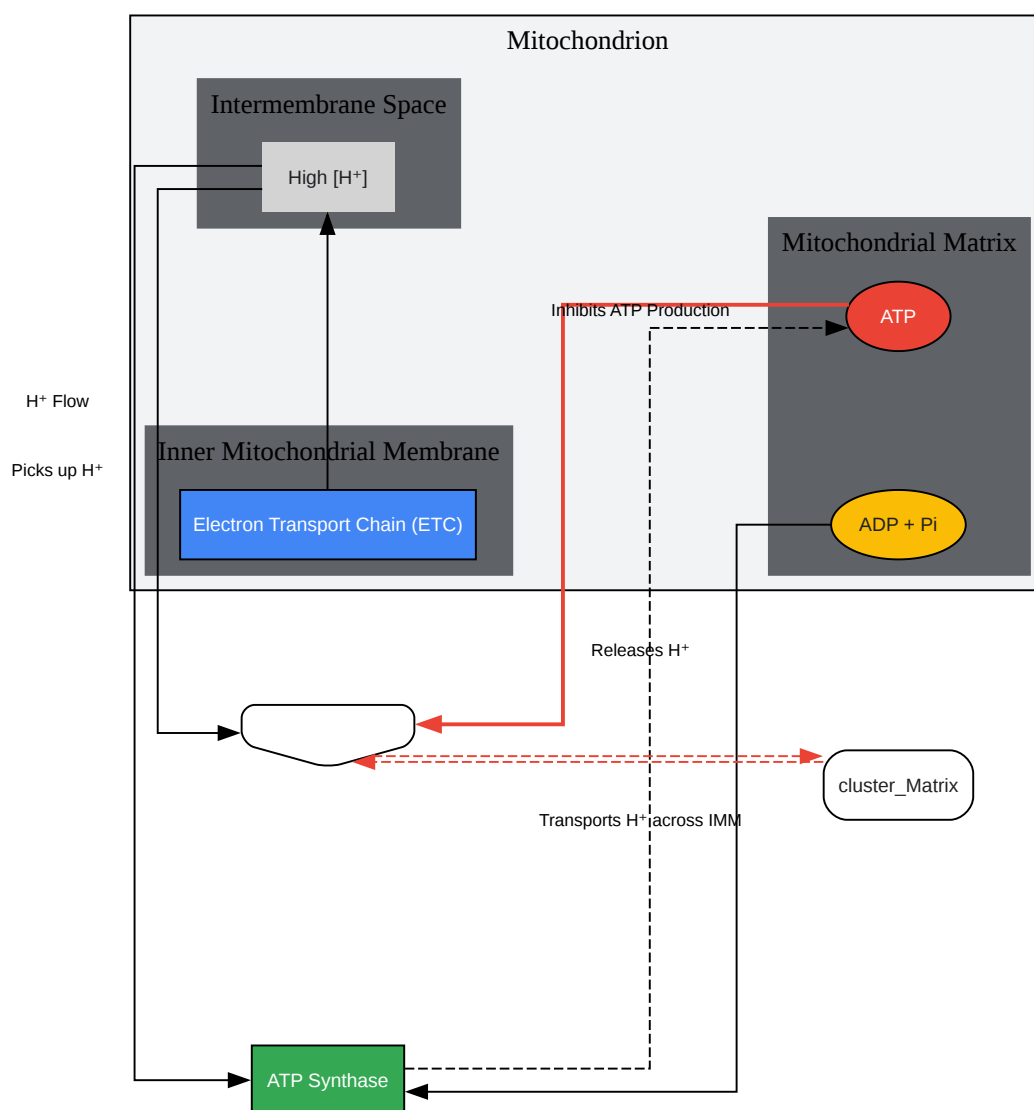 Mitochondrion
Intermembrane Space
High [H⁺]
Mitochondrial Matrix
Inhibits ATP Production
ATP
H⁺ Flow
Inner Mitochondrial Membrane
Picks up H⁺
Electron Transport Chain (ETC)
ADP + Pi
Releases H⁺
cluster_Matrix
Transports H⁺ across IMM
ATP Synthase